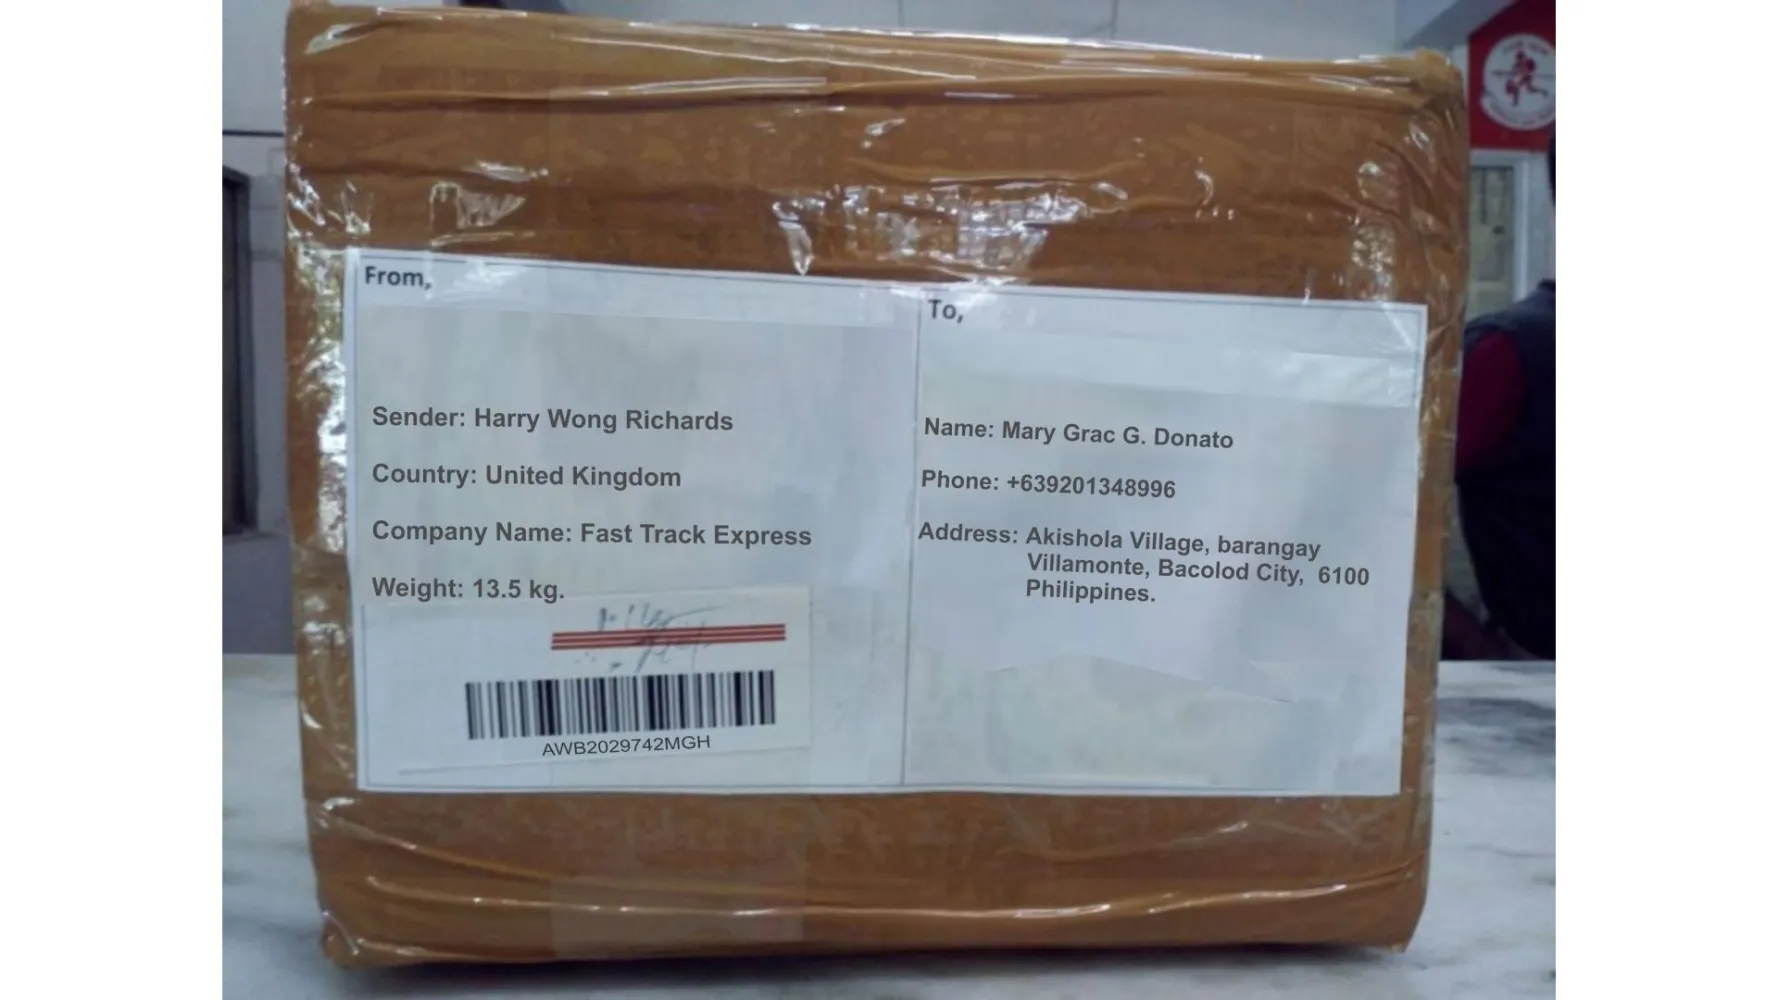 From,
Sender: Harry Wong Richards
Country: United Kingdom
Company Name: Fast Track Express
Weight: 13.5 kg.
AWB2029742MGH
To,
Name: Mary Grac G. Donato
Phone: +639201348996
Address: Akishola Village, barangay
Villamonte, Bacolod City, 6100
Philippines.